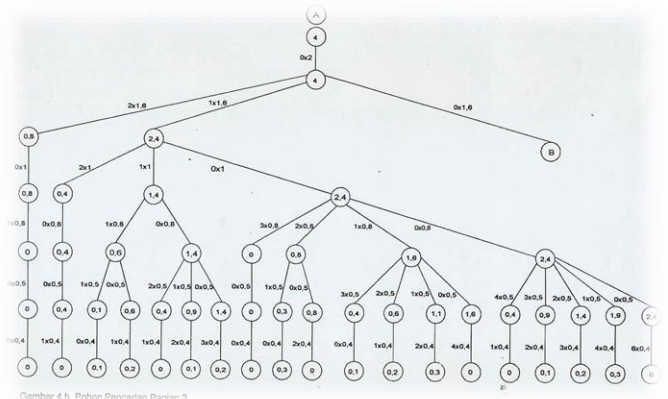 A
4
0x2
4
2x1,6 1x1,6 0x1,6
0,8 2,4 B
0x1 2x1 1x1 0x1
0,8 0,4 1,4 2,4
1x0,8 0x0,8 1x0,8 0x0,8 3x0,8 2x0,8 1x0,8 0x0,8
0 0,4 0,6 1,4 0 0,8 1,6 2,4
0x0,5 0x0,5 1x0,5 0x0,5 2x0,5 1x0,5 0x0,5 0x0,5 1x0,5 0x0,5 3x0,5 2x0,5 1x0,5 0x0,5 4x0,5 3x0,5 2x0,5 1x0,5 0x0,5
0 0,4 0,1 0,6 0,4 0,9 1,4 0 0,3 0,8 0,4 0,6 1,1 1,6 0,4 0,9 1,4 1,9 2,4
0x0,4 1x0,4 0x0,4 1x0,4 1x0,4 2x0,4 3x0,4 0x0,4 0x0,4 2x0,4 0x0,4 1x0,4 2x0,4 4x0,4 1x0,4 2x0,4 3x0,4 4x0,4 6x0,4
0 0 0,1 0,2 0 0,1 0,2 0 0,3 0 0,1 0,2 0,3 0 0 0,1 0,2 0,3 0
Gambar 4.b. Pohon Pencarian Bagian 2